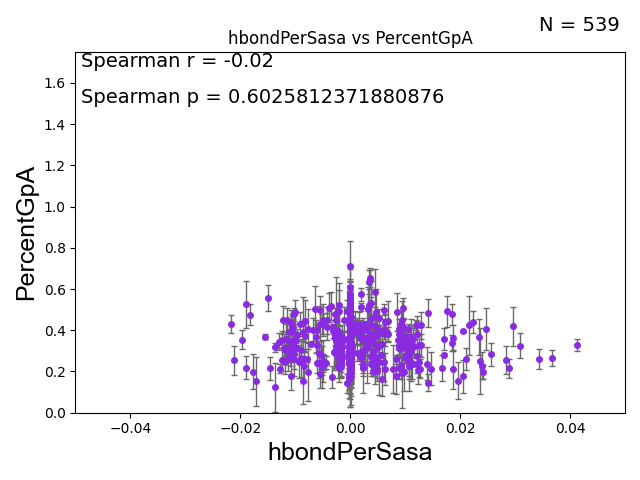 N = 539
hbondPerSasa vs PercentGpA
Spearman r = -0.02
Spearman p = 0.6025812371880876
PercentGpA
1.6
1.4
1.2
1.0
0.8
0.6
0.4
0.2
0.0
−0.04
−0.02
0.00
0.02
0.04
hbondPerSasa